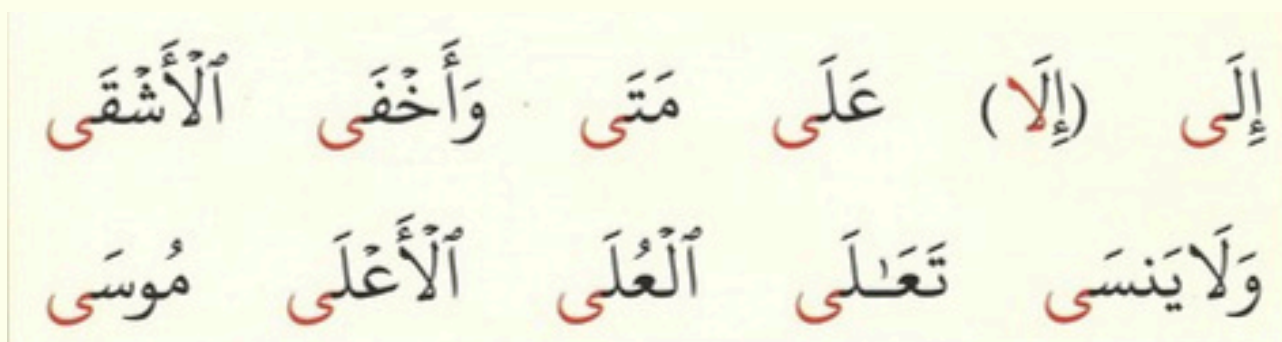 إِلَى (إِلَا) عَلَى مَتَى وَأَخْفَى ٱلْأَشْقَى
وَلَا يَنسَى تَعَـٰلَى ٱلْعُلَى ٱلْأَعْلَى مُوسَى